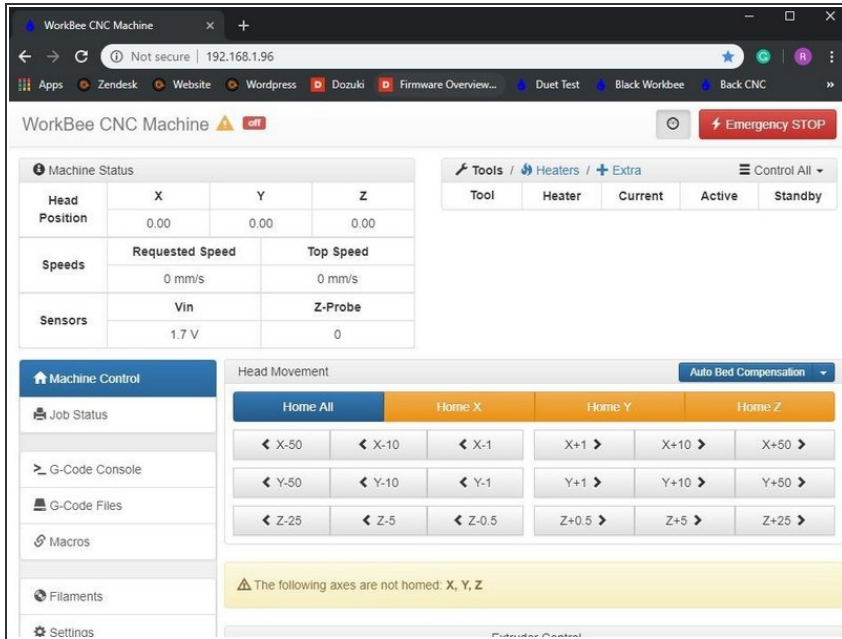 WorkBee CNC Machine
Not secure | 192.168.1.96
Apps Zendesk Website Wordpress Dozuki Firmware Overview... Duet Test Black Workbee Back CNC »
WorkBee CNC Machine off Emergency STOP
Machine Status
Head Position X Y Z
0.00 0.00 0.00
Speeds Requested Speed Top Speed
0 mm/s 0 mm/s
Sensors Vin Z-Probe
1.7 V 0
Tools / Heaters / Extra Control All
Tool Heater Current Active Standby
Machine Control
Job Status
G-Code Console
G-Code Files
Macros
Filaments
Settings
Head Movement Auto Bed Compensation
Home All Home X Home Y Home Z
X-50 X-10 X-1 X+1 X+10 X+50
Y-50 Y-10 Y-1 Y+1 Y+10 Y+50
Z-25 Z-5 Z-0.5 Z+0.5 Z+5 Z+25
The following axes are not homed: X, Y, Z
Extruder Control